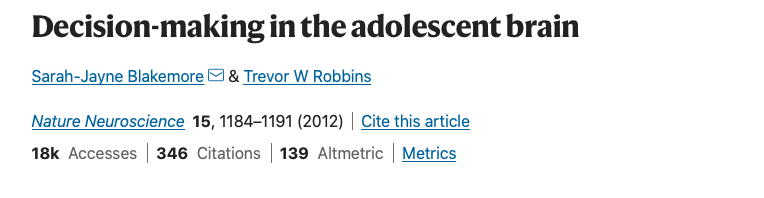 Decision-making in the adolescent brain
Sarah-Jayne Blakemore & Trevor W Robbins
Nature Neuroscience 15, 1184–1191 (2012) | Cite this article
18k Accesses | 346 Citations | 139 Altmetric | Metrics